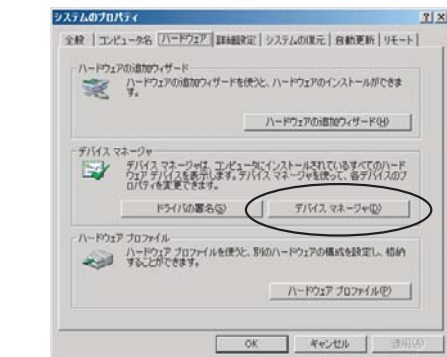 システムのプロパティ
全般 コンピュータ名 ハードウェア 詳細設定 システムの復元 自動更新 リモート
ハードウェアの追加ウィザード
ハードウェアの追加ウィザードを使うと、ハードウェアのインストールができま
す。
ハードウェアの追加ウィザード(H)
デバイス マネージャ
デバイス マネージャは、コンピュータにインストールされているすべてのハード
ウェア デバイスを表示します。デバイス マネージャを使って、各デバイスのプ
ロパティを変更できます。
ドライバの署名(S) デバイス マネージャ(D)
ハードウェア プロファイル
ハードウェア プロファイルを使うと、別のハードウェアの構成を設定し、格納
することができます。
ハードウェア プロファイル(P)
OK キャンセル 適用(A)